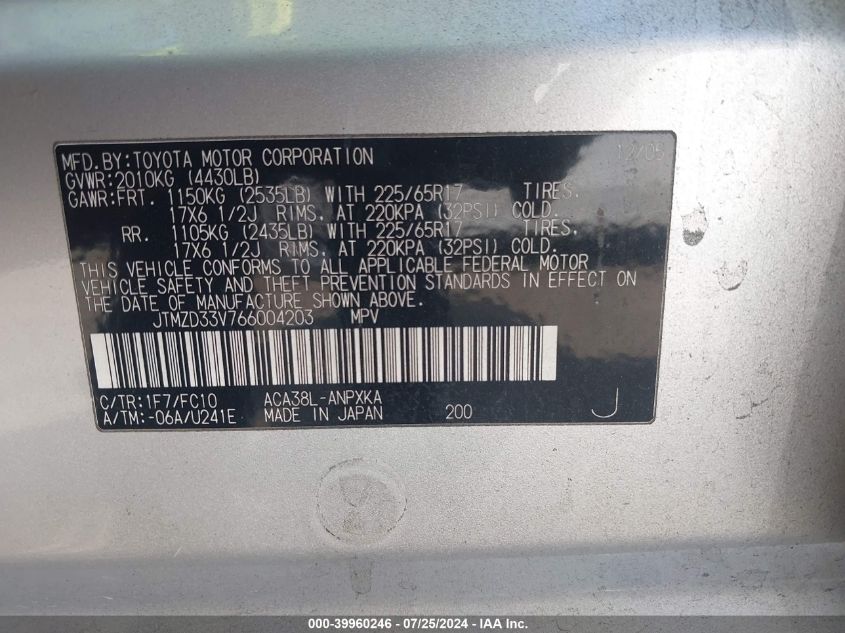 MFD.BY:TOYOTA MOTOR CORPORATION 12/05
GVWR:2010KG (4430LB)
GAWR:FRT. 1150KG (2535LB) WITH 225/65R17 TIRES.
17X6 1/2J RIMS. AT 220KPA (32PSI) COLD.
RR. 1105KG (2435LB) WITH 225/65R17 TIRES,
17X6 1/2J RIMS. AT 220KPA (32PSI) COLD.
THIS VEHICLE CONFORMS TO ALL APPLICABLE FEDERAL MOTOR
VEHICLE SAFETY AND THEFT PREVENTION STANDARDS IN EFFECT ON
THE DATE OF MANUFACTURE SHOWN ABOVE.
JTMZD33V766004203 MPV
C/TR:1F7/FC10 ACA38L-ANPXKA
A/TM:-06A/U241E MADE IN JAPAN 200 J
000-39960246 - 07/25/2024 - IAA Inc.